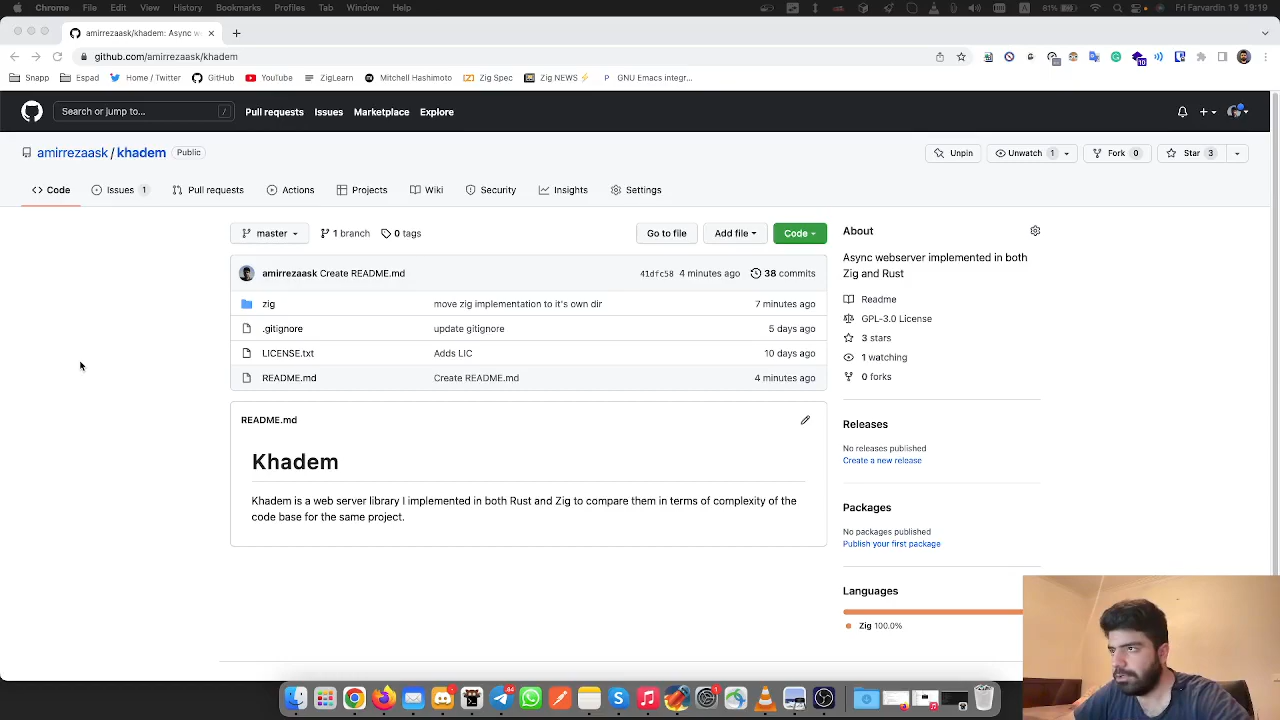 Chrome File Edit View History Bookmarks Profiles Tab Window Help 61% Fri Farvardin 19 19:19
amirrezaask/khadem: Async w
github.com/amirrezaask/khadem 10
Snapp Espad Home / Twitter GitHub YouTube ZigLearn Mitchell Hashimoto Zig Spec Zig NEWS⚡ P GNU Emacs integr...
Search or jump to... / Pull requests Issues Marketplace Explore
amirrezaask / khadem Public Unpin Unwatch 1 Fork 0 Star 3
<> Code Issues 1 Pull requests Actions Projects Wiki Security Insights Settings
master 1 branch 0 tags Go to file Add file Code
amirrezaask Create README.md 41dfc58 4 minutes ago 38 commits
zig move zig implementation to it's own dir 7 minutes ago
.gitignore update gitignore 5 days ago
LICENSE.txt Adds LIC 10 days ago
README.md Create README.md 4 minutes ago
README.md
Khadem
Khadem is a web server library I implemented in both Rust and Zig to compare them in terms of complexity of the
code base for the same project.
About
Async webserver implemented in both
Zig and Rust
Readme
GPL-3.0 License
3 stars
1 watching
0 forks
Releases
No releases published
Create a new release
Packages
No packages published
Publish your first package
Languages
Zig 100.0%